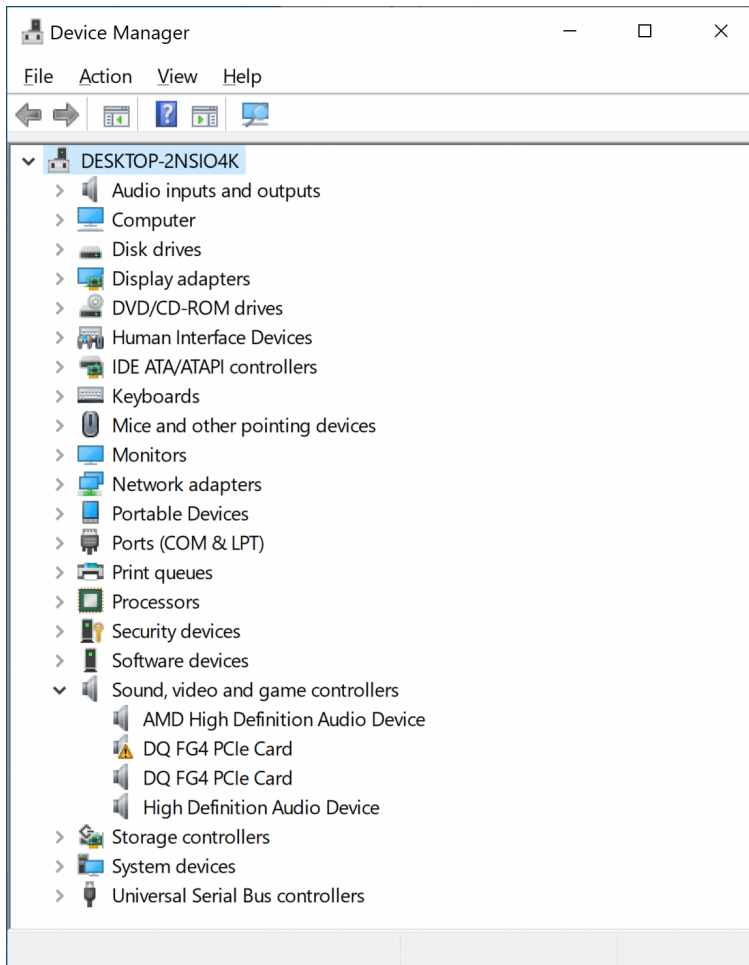 Device Manager
File Action View Help
DESKTOP-2NSIO4K
Audio inputs and outputs
Computer
Disk drives
Display adapters
DVD/CD-ROM drives
Human Interface Devices
IDE ATA/ATAPI controllers
Keyboards
Mice and other pointing devices
Monitors
Network adapters
Portable Devices
Ports (COM & LPT)
Print queues
Processors
Security devices
Software devices
Sound, video and game controllers
AMD High Definition Audio Device
DQ FG4 PCIe Card
DQ FG4 PCIe Card
High Definition Audio Device
Storage controllers
System devices
Universal Serial Bus controllers